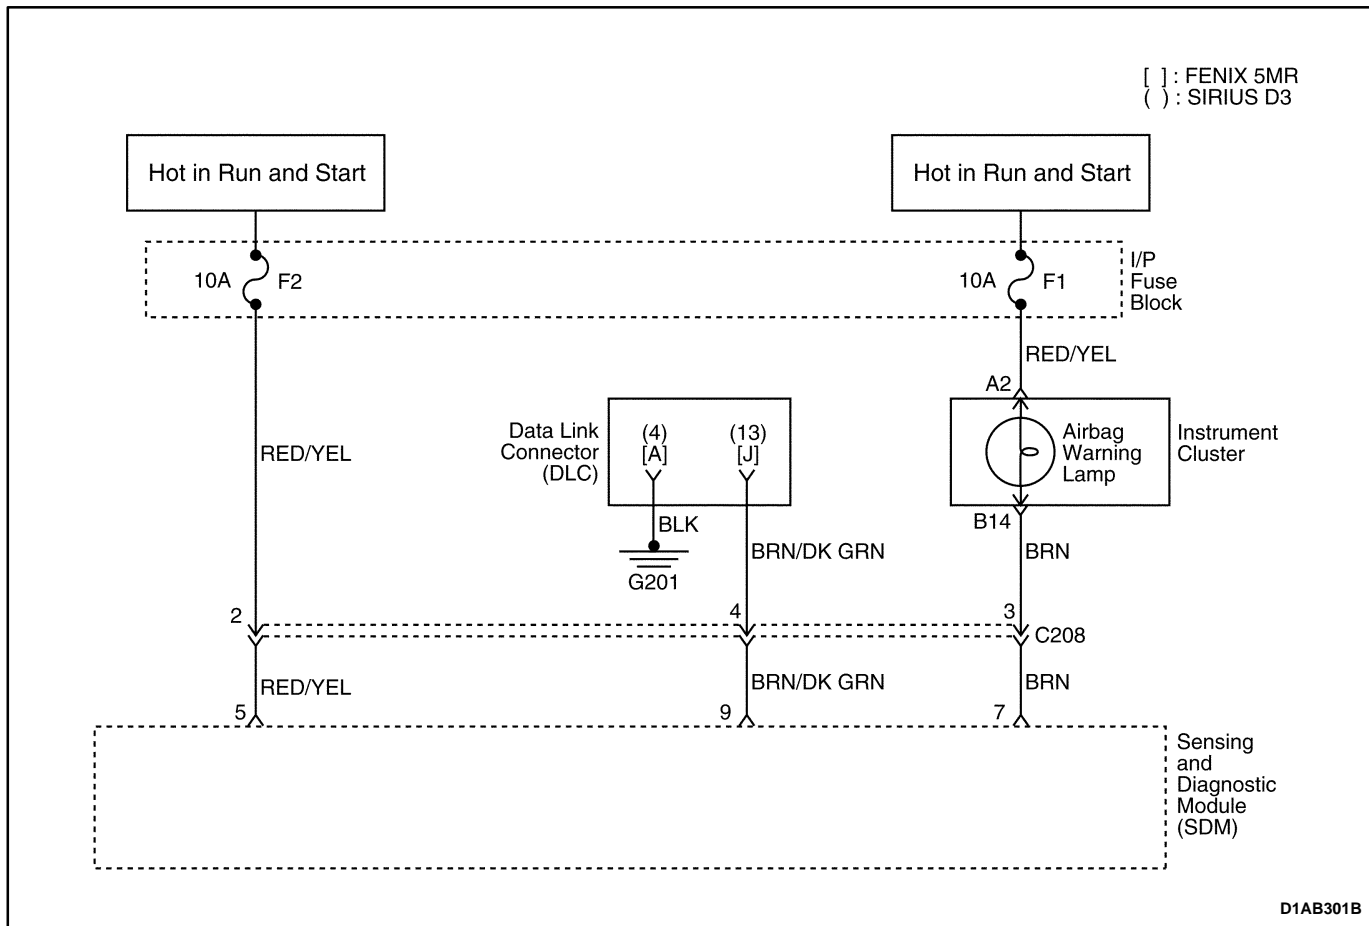 [ ] : FENIX 5MR
( ) : SIRIUS D3
Hot in Run and Start
Hot in Run and Start
10A
F2
10A
F1
I/P
Fuse
Block
RED/YEL
A2
Data Link
Connector
(DLC)
(4)
[A]
(13)
[J]
Airbag
Warning
Lamp
Instrument
Cluster
RED/YEL
BLK
G201
BRN/DK GRN
B14
BRN
2
4
3
C208
RED/YEL
BRN/DK GRN
BRN
5
9
7
Sensing
and
Diagnostic
Module
(SDM)
D1AB301B